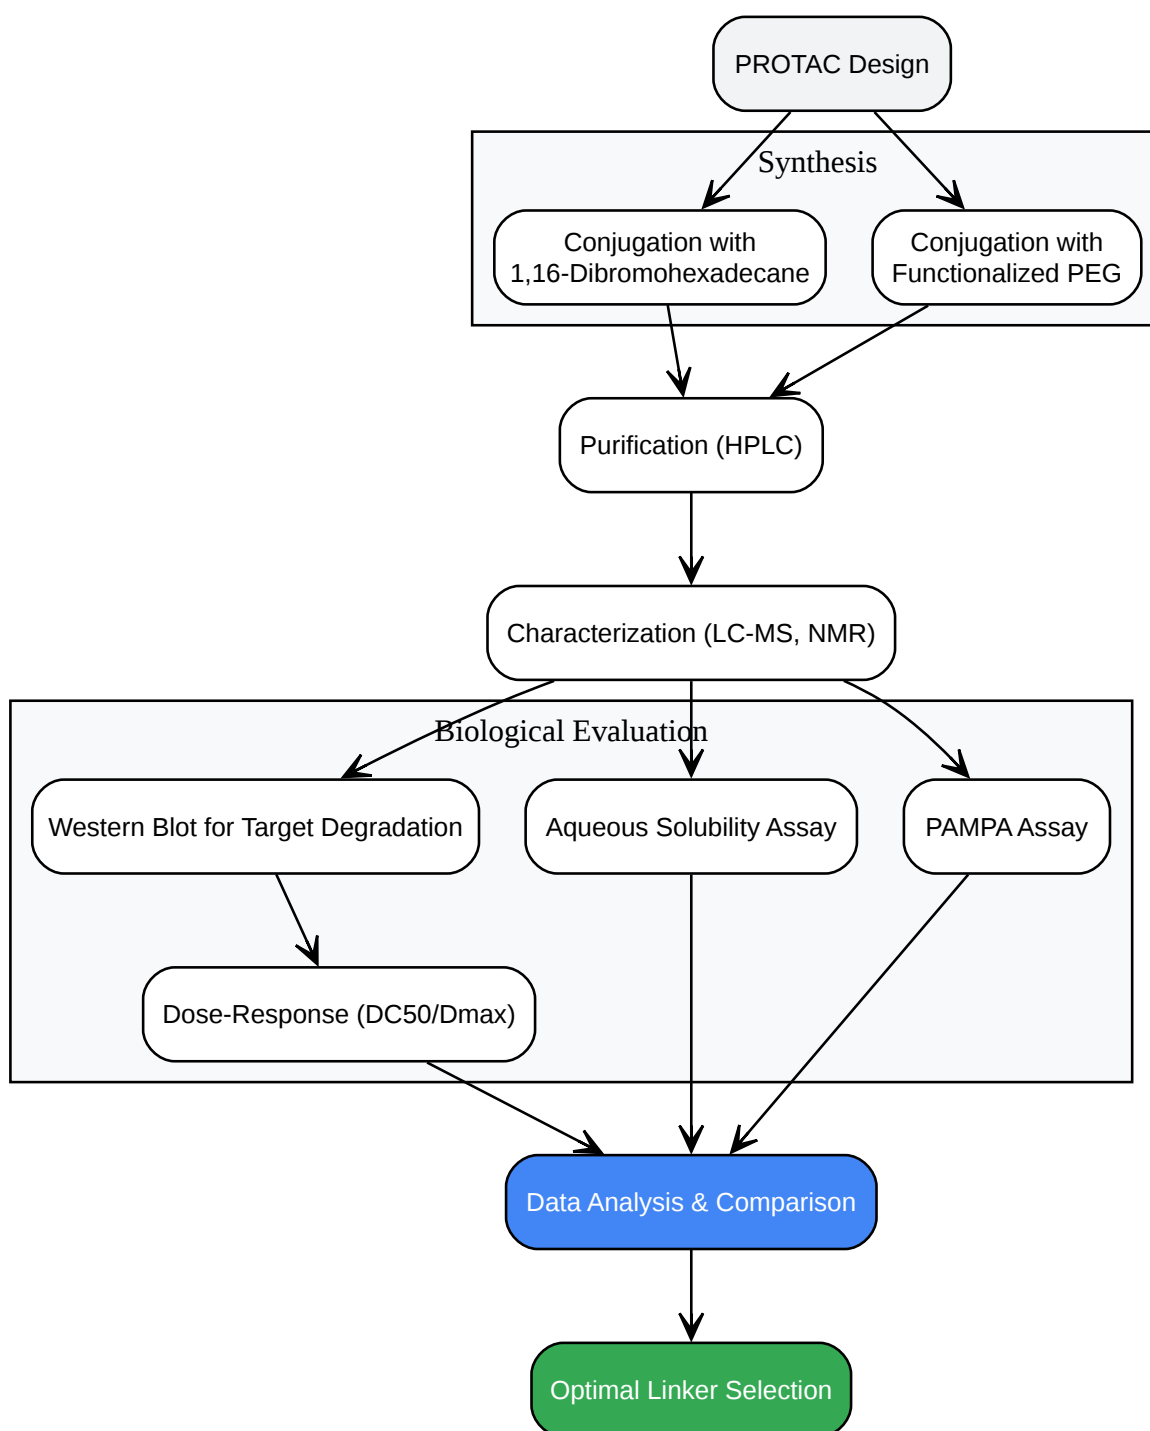 PROTAC Design
Synthesis
Conjugation with
1,16-Dibromohexadecane
Conjugation with
Functionalized PEG
Purification (HPLC)
Characterization (LC-MS, NMR)
Biological Evaluation
Western Blot for Target Degradation
Aqueous Solubility Assay
PAMPA Assay
Dose-Response (DC50/Dmax)
Data Analysis & Comparison
Optimal Linker Selection